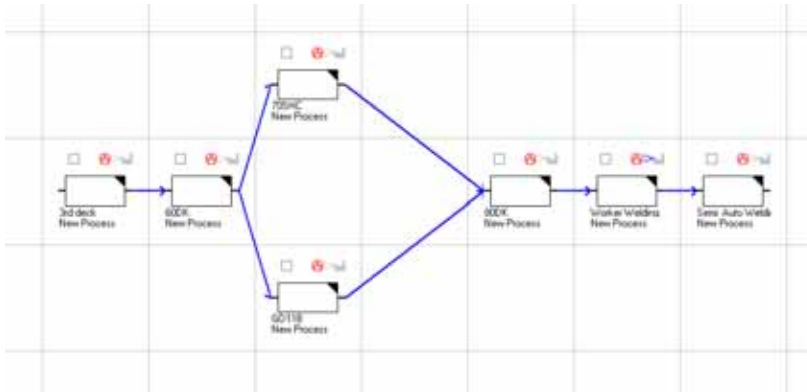 70SHC
New Process
3rd deck
New Process
60DK
New Process
80DK
New Process
Worker Welding
New Process
Semi Auto Weldi
New Process
GD11B
New Process